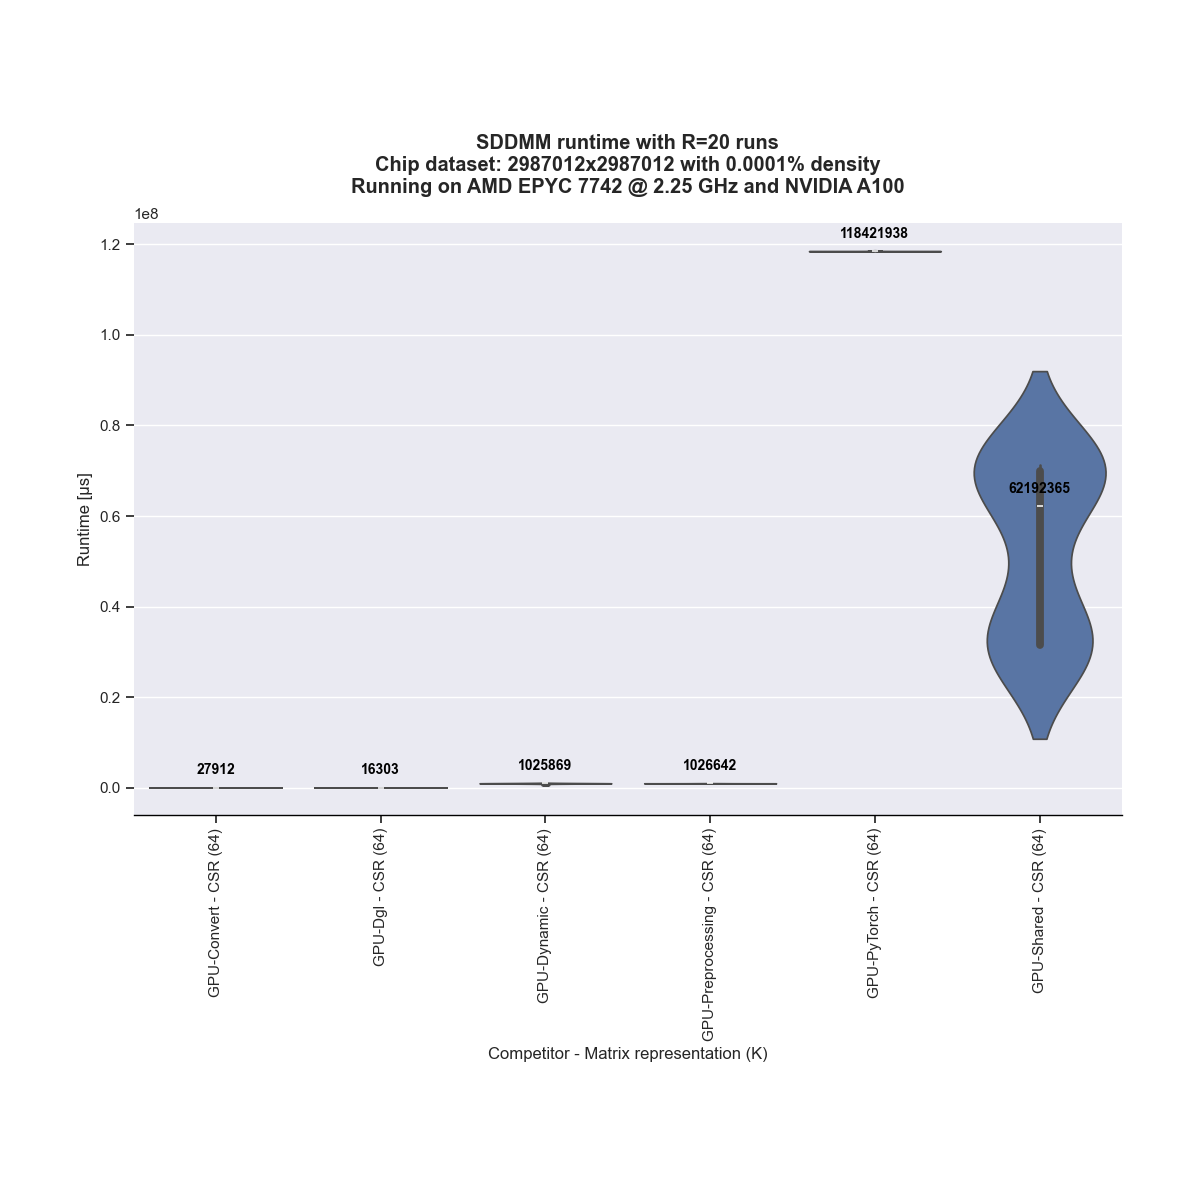 SDDMM runtime with R=20 runs
Chip dataset: 2987012x2987012 with 0.0001% density
Running on AMD EPYC 7742 @ 2.25 GHz and NVIDIA A100
1e8
1.2
1.0
0.8
0.6
0.4
0.2
0.0
Runtime [µs]
27912
16303
1025869
1026642
118421938
62192365
GPU-Convert - CSR (64)
GPU-Dgl - CSR (64)
GPU-Dynamic - CSR (64)
GPU-Preprocessing - CSR (64)
GPU-PyTorch - CSR (64)
GPU-Shared - CSR (64)
Competitor - Matrix representation (K)